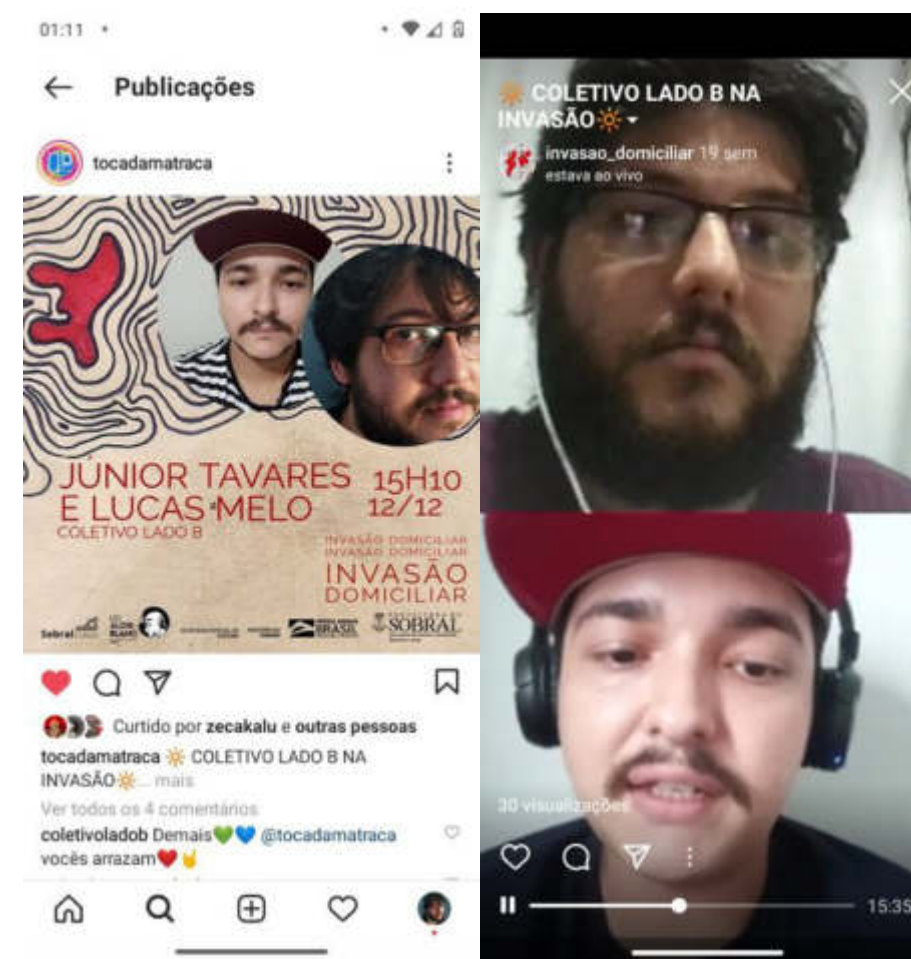 01:11
Publicações
tocadamatraca
JÚNIOR TAVARES
E LUCAS MELO
COLETIVO LADO B
15H10
12/12
INVASÃO DOMICILIAR
INVASÃO DOMICILIAR
INVASÃO
DOMICILIAR
Sobral
BRASIL
SOBRAL
Curtido por zecakalu e outras pessoas
tocadamatraca 🔆 COLETIVO LADO B NA
INVASÃO🔆... mais
Ver todos os 4 comentários
coletivoladob Demais💚💙 @tocadamatraca
vocês arrazam❤️🤘
🔆 COLETIVO LADO B NA
INVASÃO🔆
invasao_domiciliar 19 sem
estava ao vivo
30 visualizações
15:35